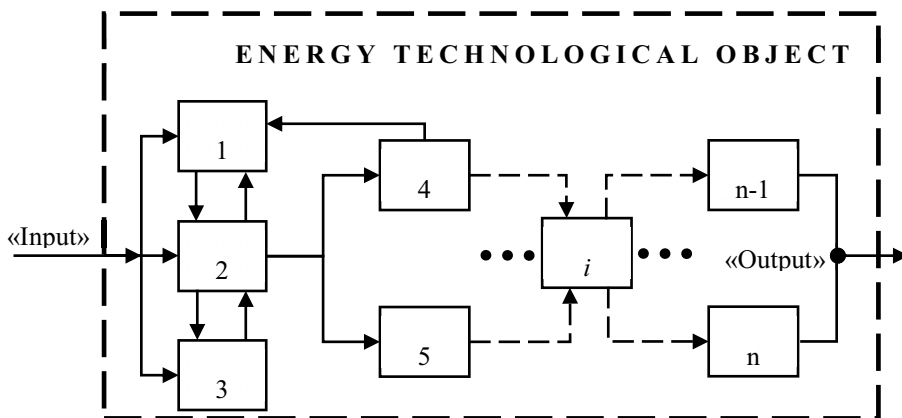 ENERGY TECHNOLOGICAL OBJECT
1
4
n-1
«Input»
2
i
«Output»
3
5
n